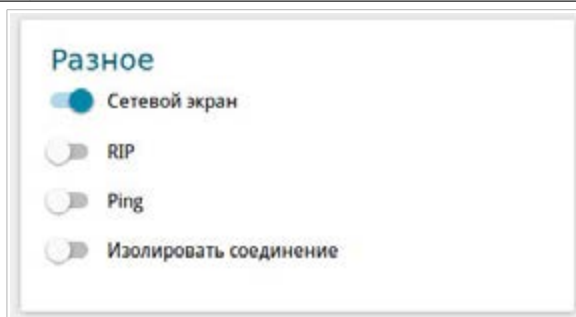 Разное
Сетевой экран
RIP
Ping
Изолировать соединение